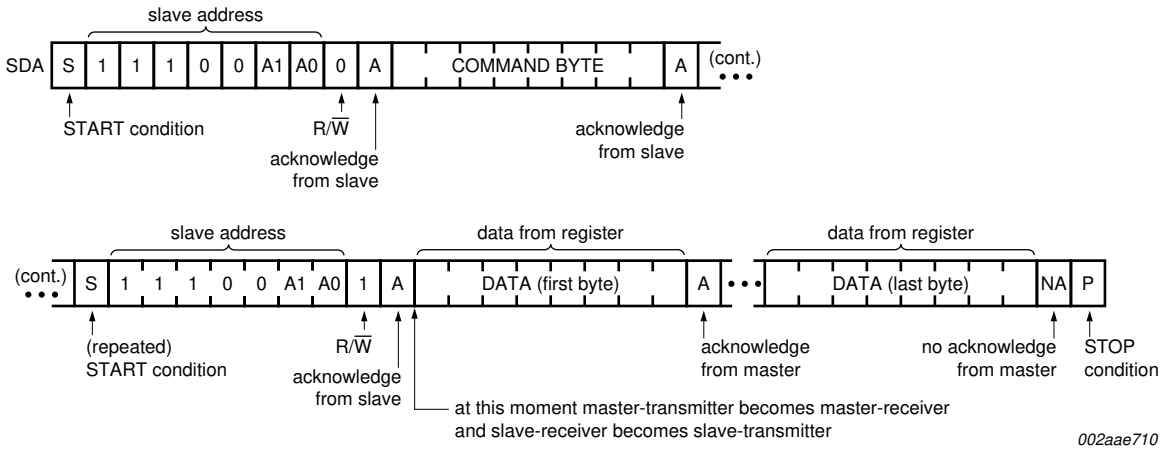 slave address
SDA S 1 1 1 0 0 A1 A0 0 A COMMAND BYTE A (cont.)
START condition
R/W̅
acknowledge
from slave
acknowledge
from slave
slave address
data from register
data from register
(cont.) S 1 1 1 0 0 A1 A0 1 A DATA (first byte) A DATA (last byte) NA P
(repeated)
START condition
R/W̅
acknowledge
from slave
acknowledge
from master
no acknowledge
from master
STOP
condition
at this moment master-transmitter becomes master-receiver
and slave-receiver becomes slave-transmitter
002aae710